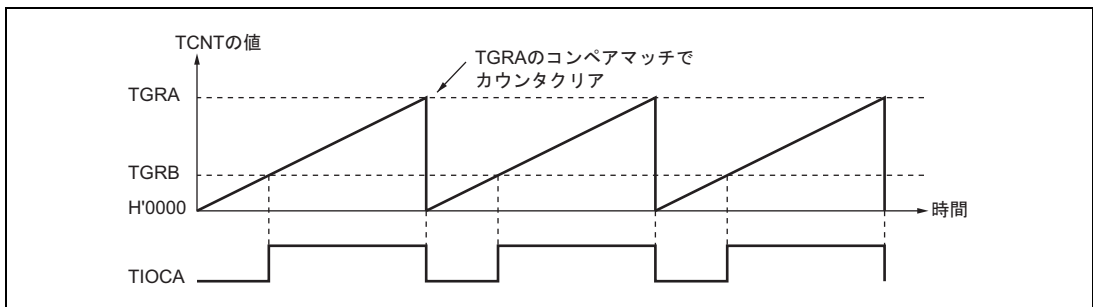 TCNTの値
TGRAのコンペアマッチで
カウンタクリア
TGRA
TGRB
H'0000
時間
TIOCA